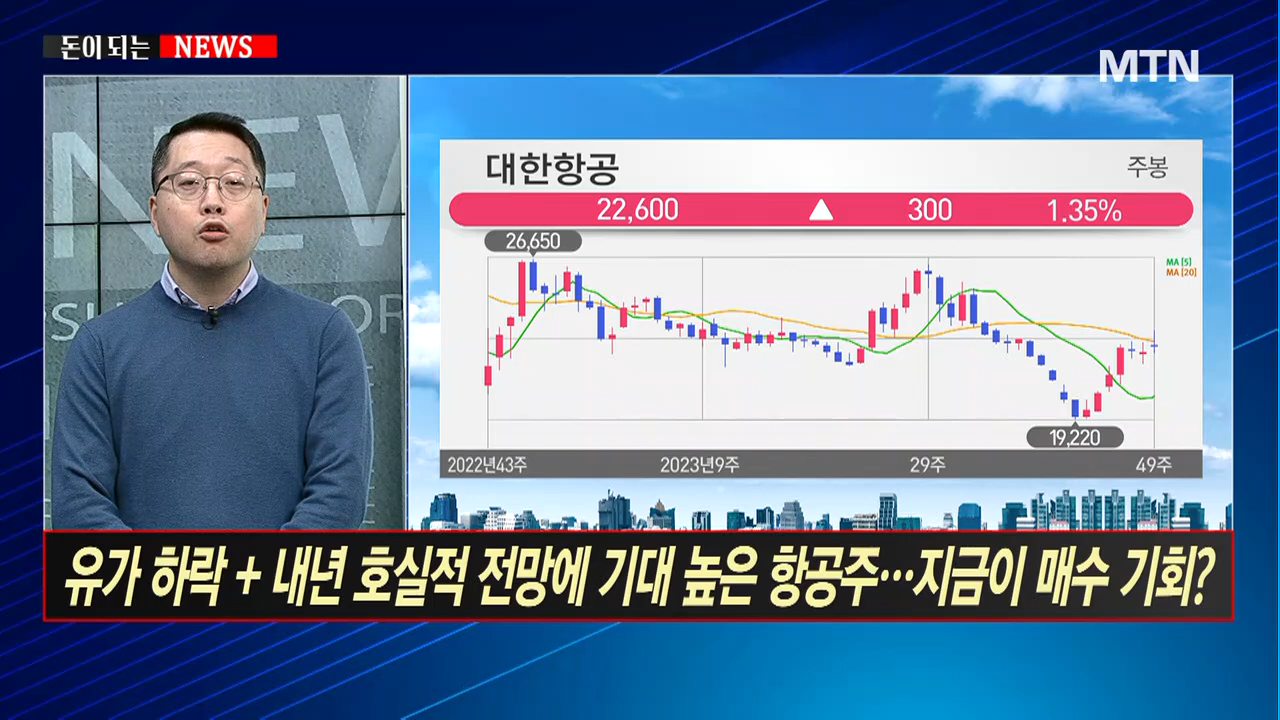 돈이 되는 NEWS
MTN
NEW
대한항공
주봉
22,600 ▲ 300 1.35%
26,650
MA [5]
MA [20]
19,220
2022년43주 2023년9주 29주 49주
유가 하락 + 내년 호실적 전망에 기대 높은 항공주…지금이 매수 기회?